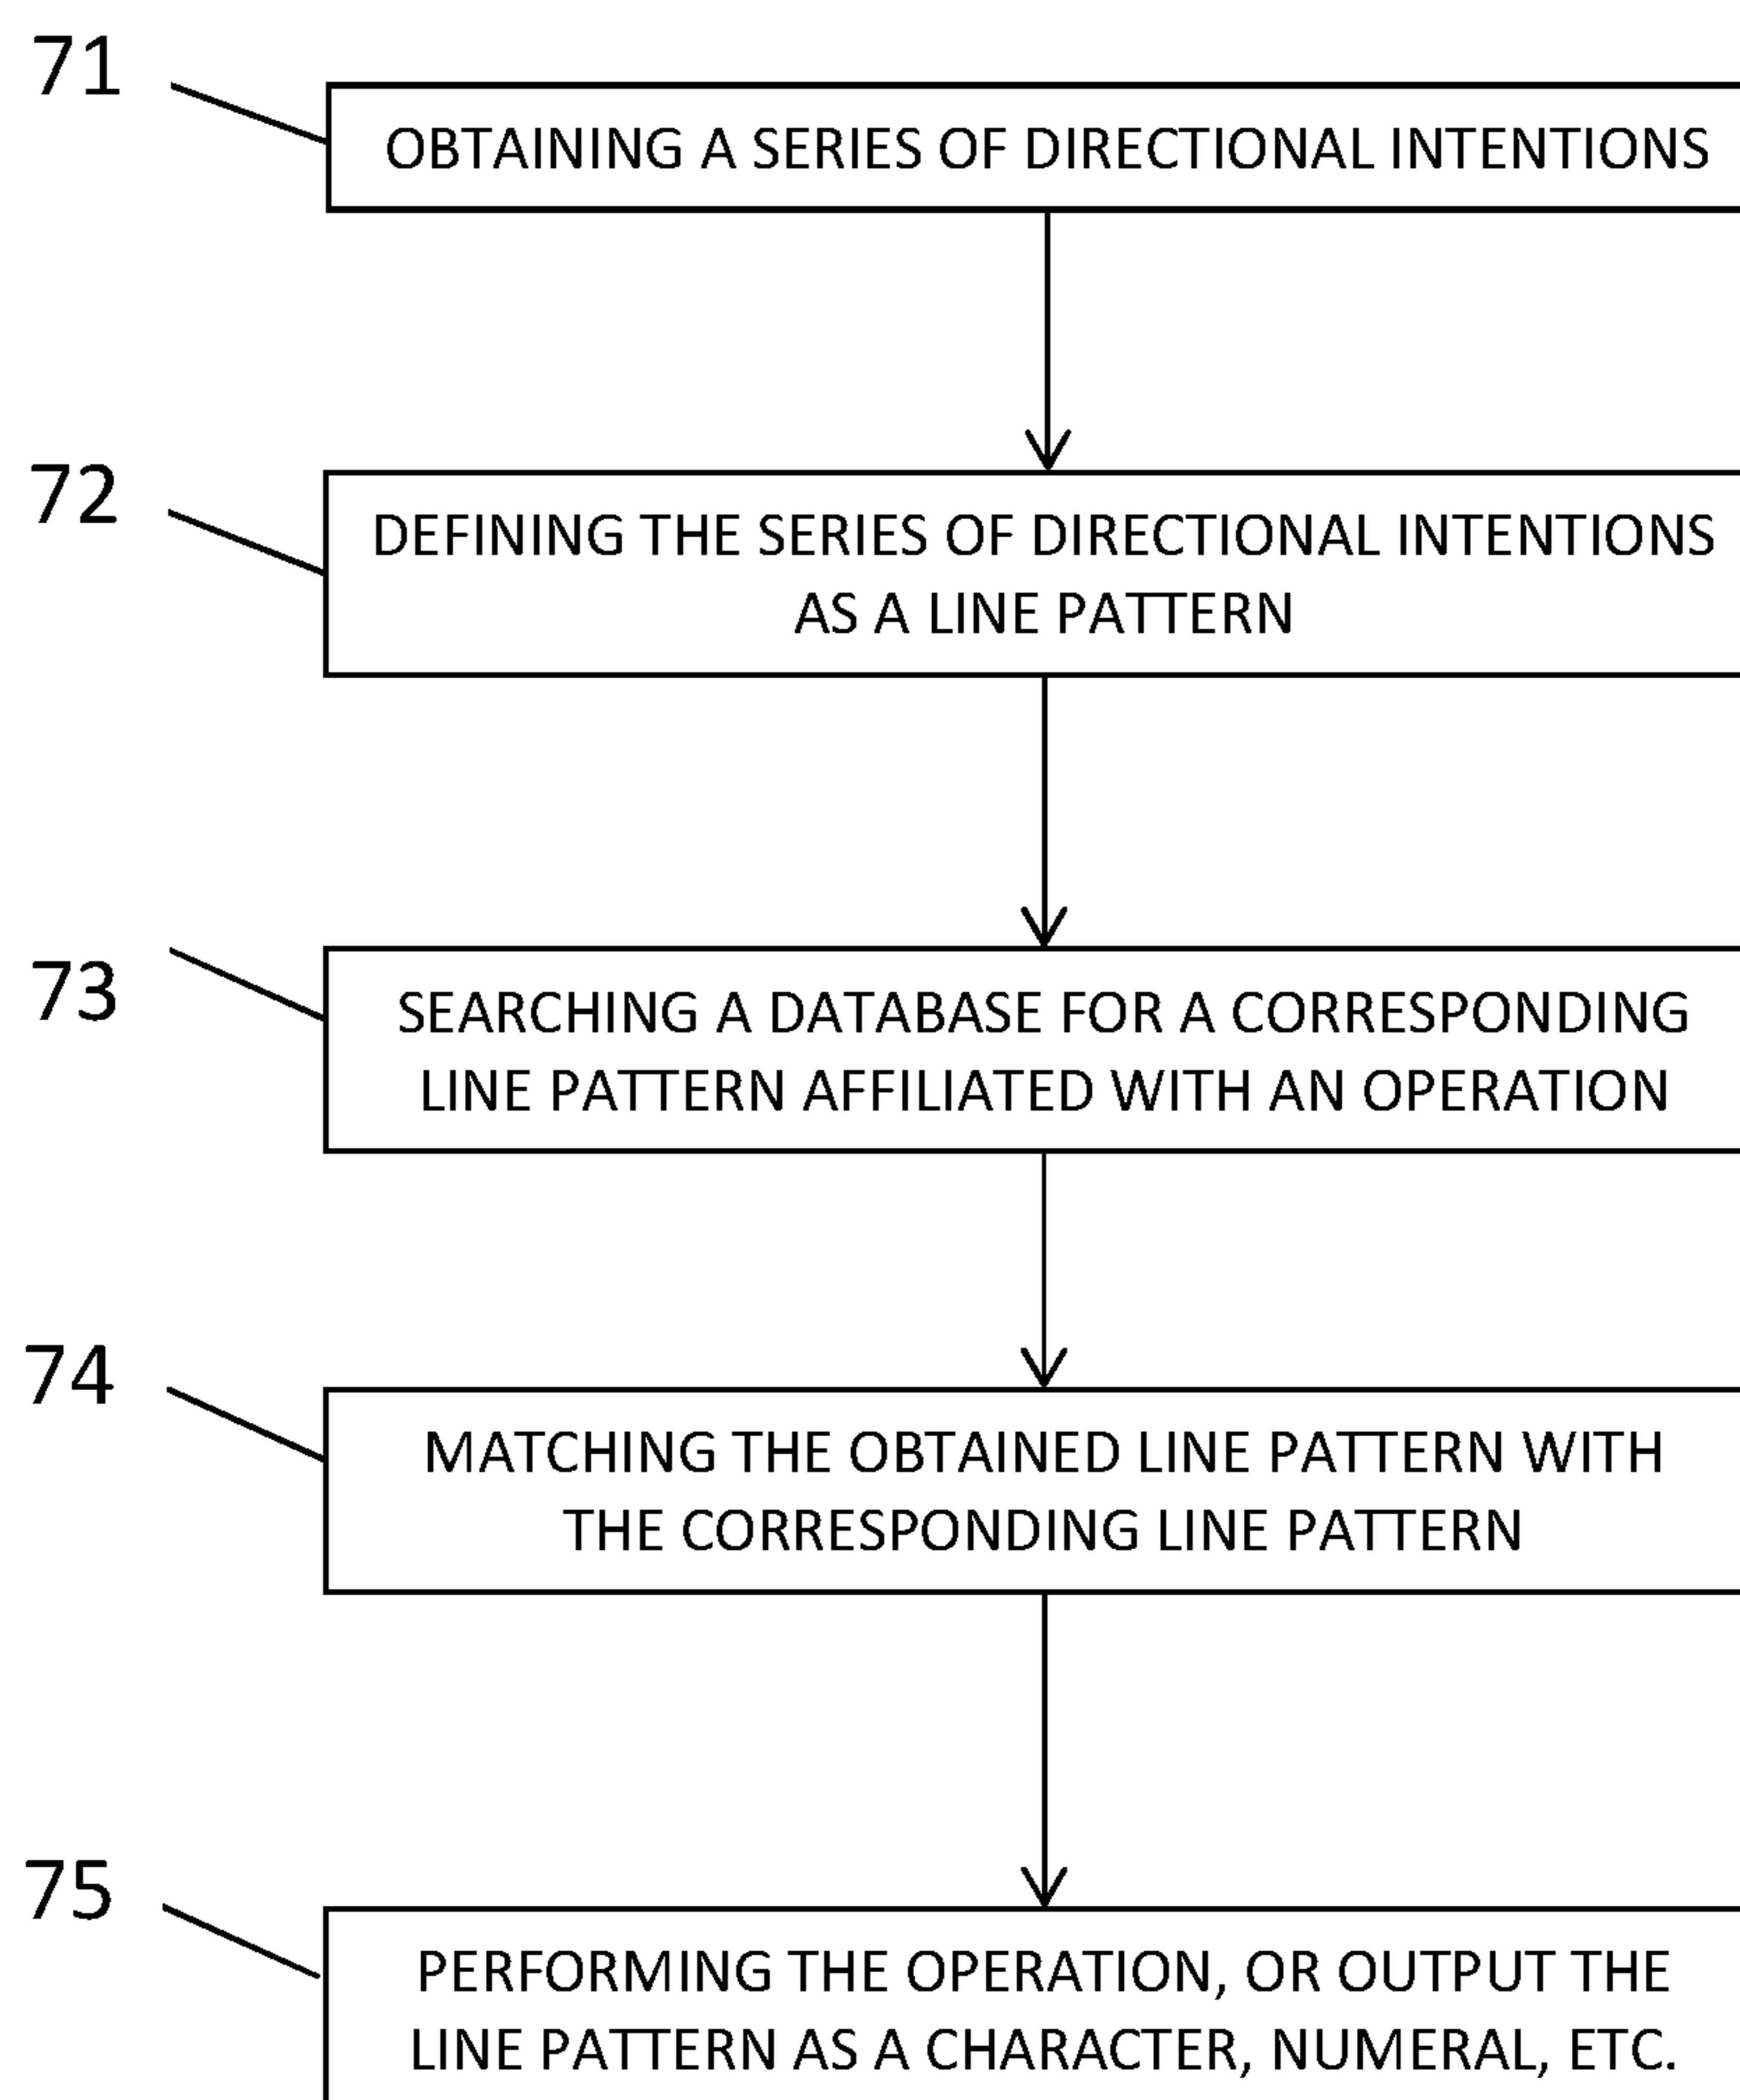 71
OBTAINING A SERIES OF DIRECTIONAL INTENTIONS
72
DEFINING THE SERIES OF DIRECTIONAL INTENTIONS
AS A LINE PATTERN
73
SEARCHING A DATABASE FOR A CORRESPONDING
LINE PATTERN AFFILIATED WITH AN OPERATION
74
MATCHING THE OBTAINED LINE PATTERN WITH
THE CORRESPONDING LINE PATTERN
75
PERFORMING THE OPERATION, OR OUTPUT THE
LINE PATTERN AS A CHARACTER, NUMERAL, ETC.